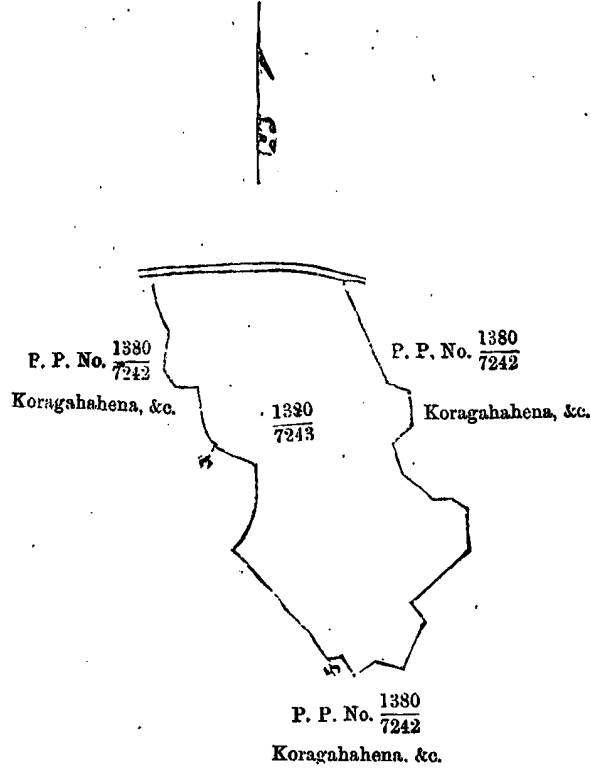 P. P. No. 1380/7242
Koragahahena, &c.
P. P. No. 1380/7242
Koragahahena, &c.
1380/7243
P. P. No. 1380/7242
Koragahahena, &c.